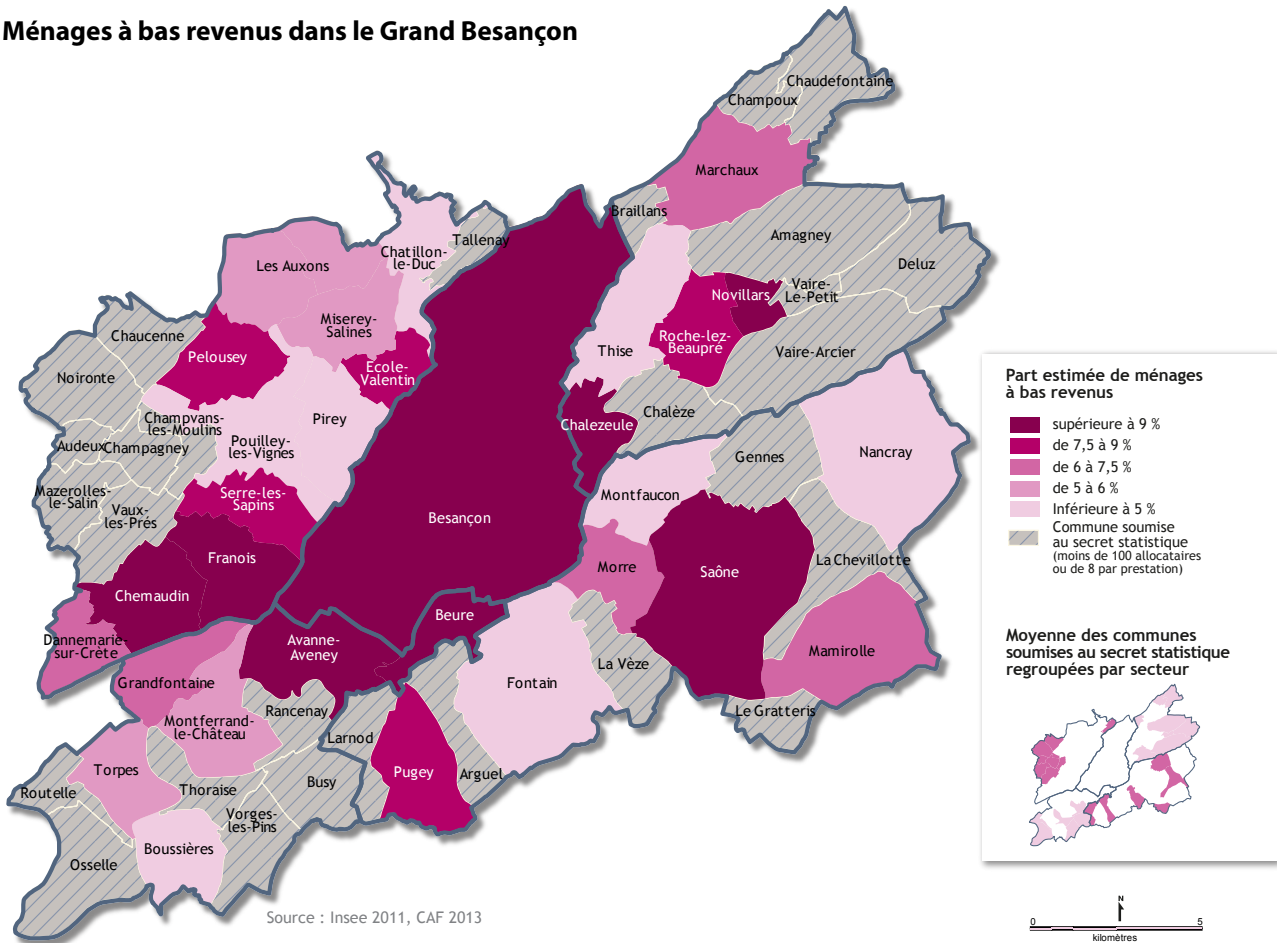 Ménages à bas revenus dans le Grand Besançon
Chaudefontaine
Champoux
Marchaux
Braillans
Tallenay
Chatillon-
le-Duc
Amagney
Les Auxons
Deluz
Vaire-
Le-Petit
Novillars
Miserey-
Salines
Chaucenne
Roche-lez-
Beaupré
Thise
Vaire-Arcier
Pelousey
Ecole-
Valentin
Noironte
Chalèze
Champvans-
les-Moulins
Pirey
Chalezeule
Pouilley-
les-Vignes
Audeux
Champagney
Gennes
Nancray
Mazerolles-
le-Salin
Serre-les-
Sapins
Montfaucon
Vaux-
les-Prés
Besançon
Franois
La Chevillotte
Morre
Saône
Chemaudin
Beure
Dannemarie-
sur-Crète
Avanne-
Aveney
Mamirolle
La Vèze
Grandfontaine
Fontain
Rancenay
Le Gratteris
Montferrand-
le-Château
Larnod
Torpes
Pugey
Arguel
Busy
Routelle
Thoraise
Vorges-
les-Pins
Boussières
Osselle
Source : Insee 2011, CAF 2013
Part estimée de ménages
à bas revenus
supérieure à 9 %
de 7,5 à 9 %
de 6 à 7,5 %
de 5 à 6 %
Inférieure à 5 %
Commune soumise
au secret statistique
(moins de 100 allocataires
ou de 8 par prestation)
Moyenne des communes
soumises au secret statistique
regroupées par secteur
N
0 5
kilomètres